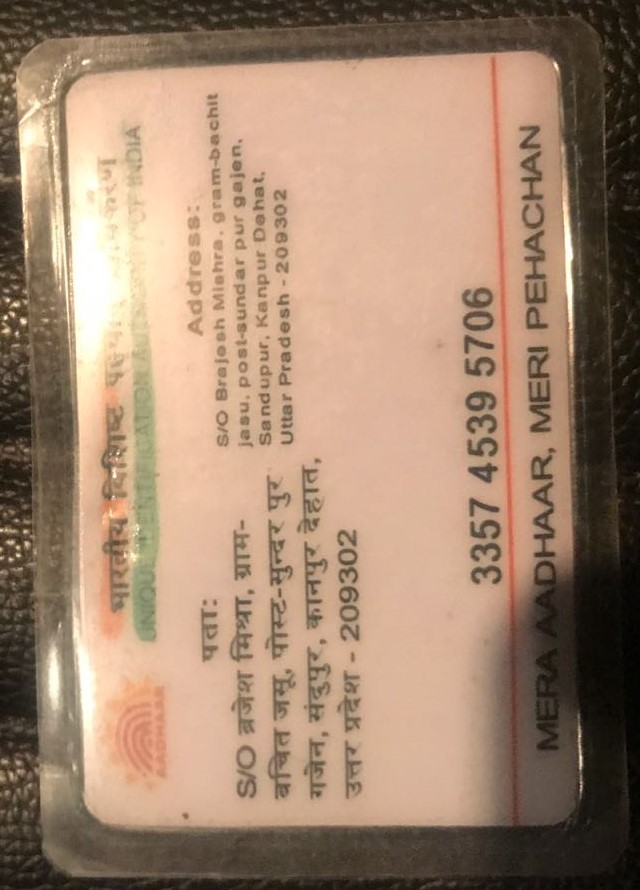 भारतीय विशिष्ट पहचान प्राधिकरण
UNIQUE IDENTIFICATION AUTHORITY OF INDIA
AADHAAR
पता:
S/O ब्रजेश मिश्रा, ग्राम-
बचित जसू, पोस्ट-सुन्दर पुर
गजेन, संदुपुर, कानपुर देहात,
उत्तर प्रदेश - 209302
Address:
S/O Brajesh Mishra, gram-bachit
jasu, post-sundar pur gajen,
Sandupur, Kanpur Dehat,
Uttar Pradesh - 209302
3357 4539 5706
MERA AADHAAR, MERI PEHACHAN